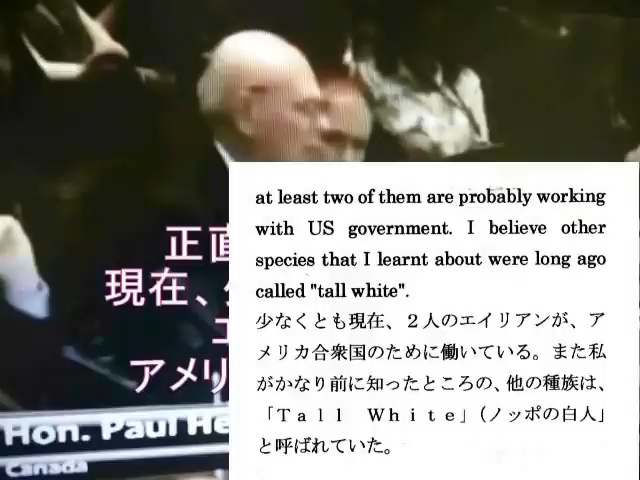 正直
現在、
アメリ
Hon. Paul He
Canada
at least two of them are probably working
with US government. I believe other
species that I learnt about were long ago
called "tall white".
少なくとも現在、２人のエイリアンが、ア
メリカ合衆国のために働いている。また私
がかなり前に知ったところの、他の種族は、
「Ｔａｌｌ　Ｗｈｉｔｅ」（ノッポの白人）
と呼ばれていた。